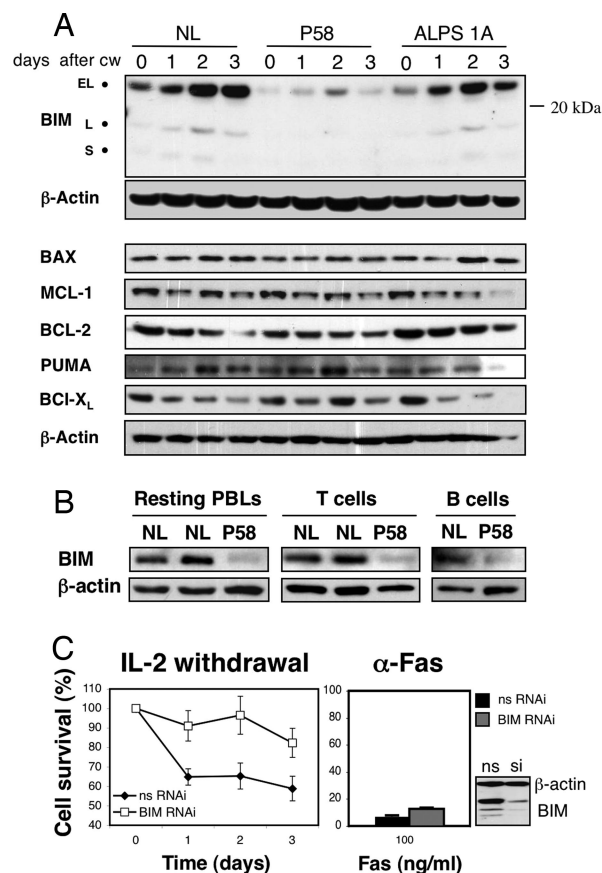 A
NL P58 ALPS 1A
days after cw 0 1 2 3 0 1 2 3 0 1 2 3
EL •
20 kDa
BIM L •
S •
β-Actin
BAX
MCL-1
BCL-2
PUMA
BCl-XL
β-Actin
B
Resting PBLs T cells B cells
NL NL P58 NL NL P58 NL P58
BIM
β-actin
C
IL-2 withdrawal α-Fas
Cell survival (%)
110
100
90
80
70
60
50
40
0 1 2 3
ns RNAi
BIM RNAi
Time (days)
100
80
60
40
20
0
100
Fas (ng/ml)
ns RNAi
BIM RNAi
ns si
β-actin
BIM